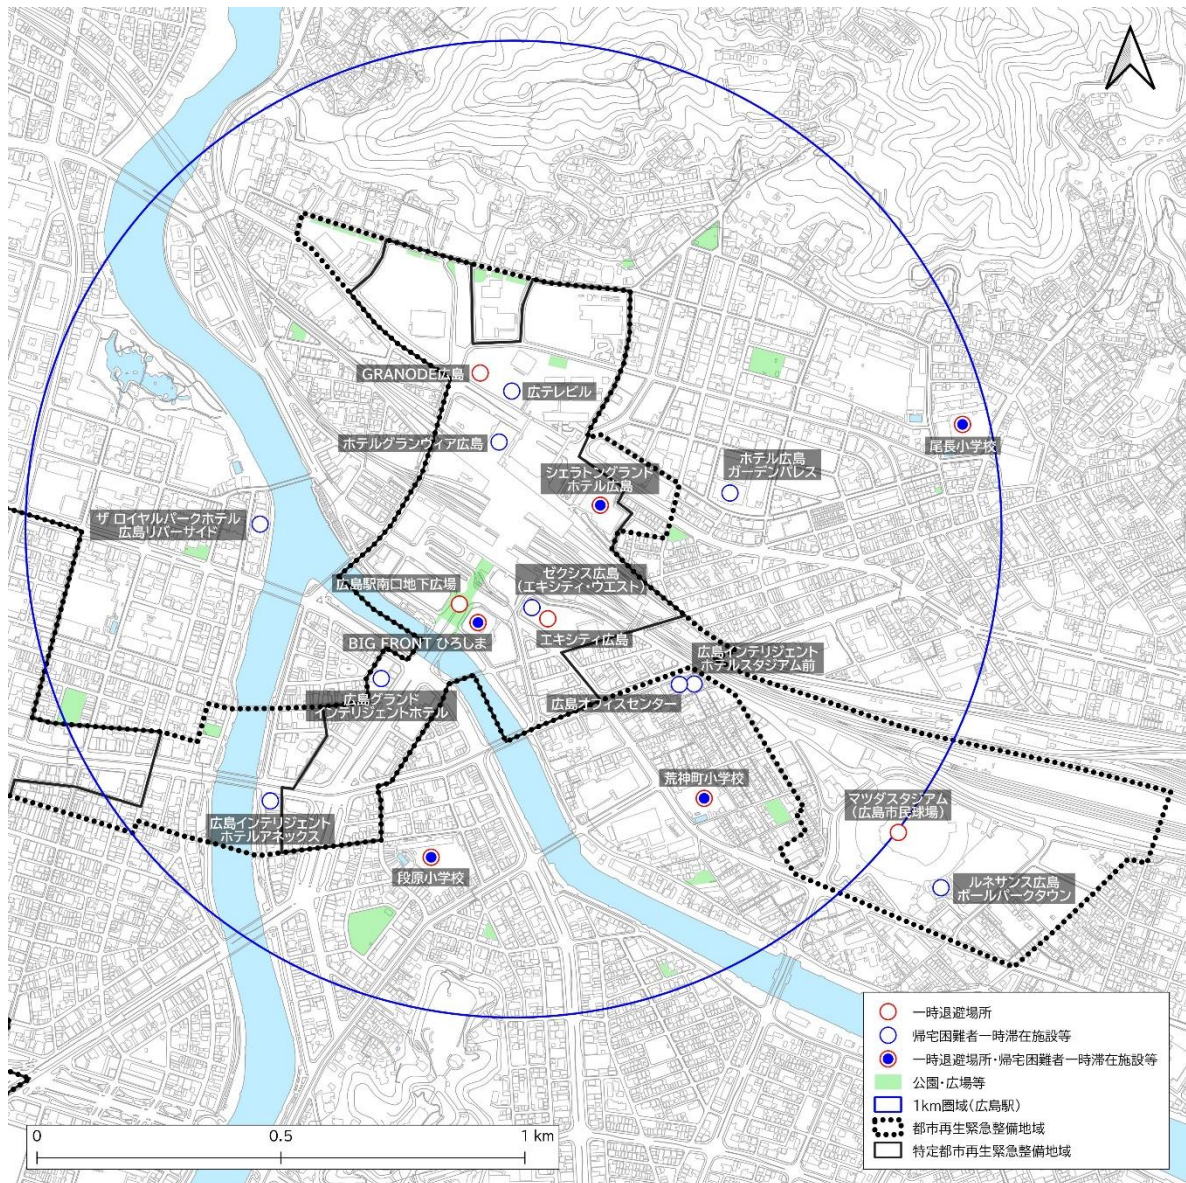 GRANODE広島
広テレビル
ホテルグランヴィア広島
尾長小学校
シェラトングランド
ホテル広島
ホテル広島
ガーデンパレス
ザ ロイヤルパークホテル
広島リバーサイド
広島駅南口地下広場
ゼクシス広島
（エキシティ・ウエスト）
BIG FRONT ひろしま
エキシティ広島
広島インテリジェント
ホテルスタジアム前
広島グランド
インテリジェントホテル
広島オフィスセンター
荒神町小学校
マツダスタジアム
（広島市民球場）
広島インテリジェント
ホテルアネックス
段原小学校
ルネサンス広島
ボールパークタウン
一時退避場所
帰宅困難者一時滞在施設等
一時退避場所・帰宅困難者一時滞在施設等
公園・広場等
1km圏域（広島駅）
都市再生緊急整備地域
特定都市再生緊急整備地域
0 0.5 1 km